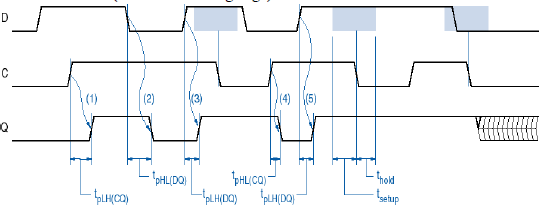 D
C
(1) (2) (3) (4) (5)
Q
tpHL(DQ) tpHL(CQ) thold
tpLH(CQ) tpLH(DQ) tpLH(DQ) tsetup